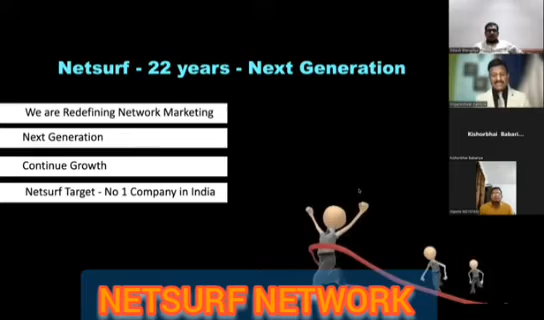 Netsurf - 22 years - Next Generation
We are Redefining Network Marketing
Next Generation
Continue Growth
Netsurf Target - No 1 Company in India
Kishorbhai Bakari...
NETSURF NETWORK